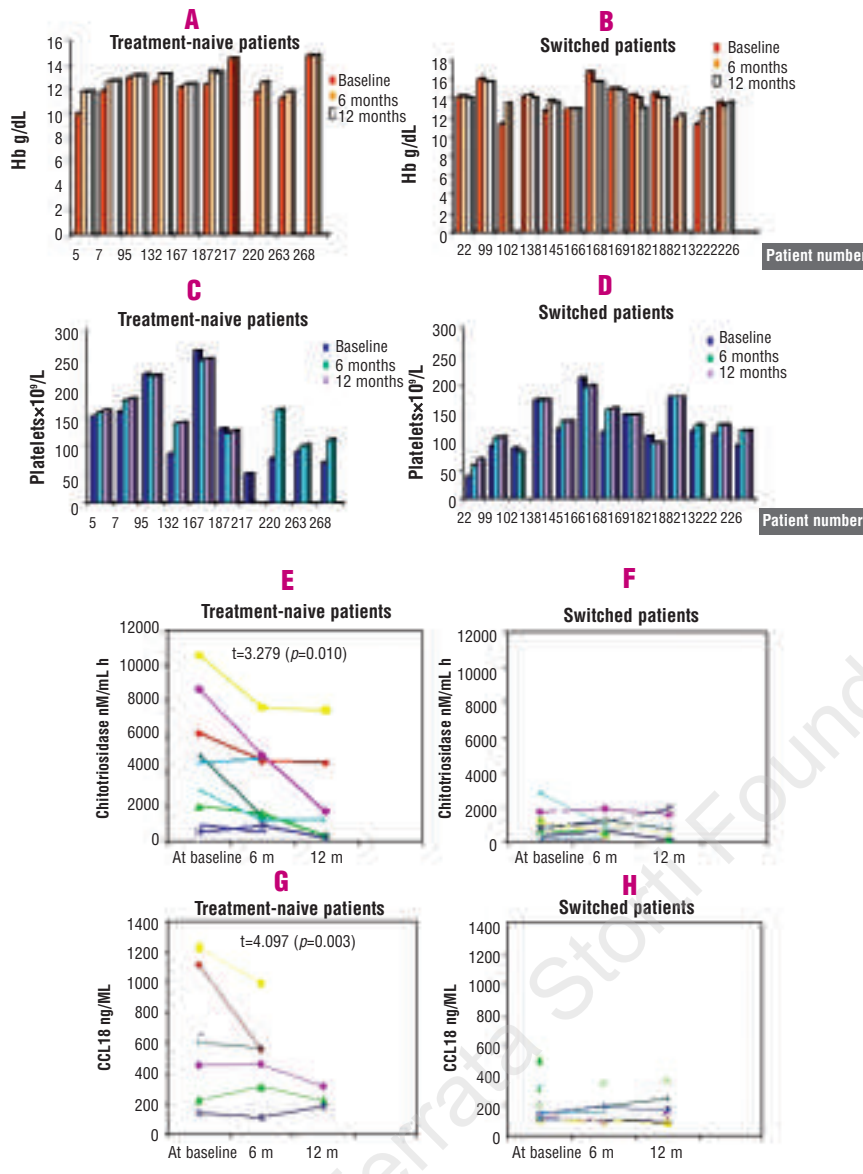 A
Treatment-naive patients
Hb g/dL
16
14
12
10
8
6
4
2
0
Baseline
6 months
12 months
5 7 95 132 167 187 217 220 263 268
B
Switched patients
Hb g/dL
18
16
14
12
10
8
6
4
2
0
Baseline
6 months
12 months
22 99 102 138 145 166 168 169 182 188 213 222 226
Patient number
C
Treatment-naive patients
Platelets×10⁹/L
300
250
200
150
100
50
0
Baseline
6 months
12 months
5 7 95 132 167 187 217 220 263 268
D
Switched patients
Platelets×10⁹/L
300
200
200
150
100
50
0
Baseline
6 months
12 months
22 99 102 138 145 166 168 169 182 188 213 222 226
Patient number
E
Treatment-naive patients
t=3.279 (p=0.010)
Chitotriosidase nM/mL h
12000
10000
8000
6000
4000
2000
0
At baseline 6 m 12 m
F
Switched patients
Chitotriosidase nM/mL h
12000
10000
8000
6000
4000
2000
0
At baseline 6 m 12 m
G
Treatment-naive patients
t=4.097 (p=0.003)
CCL18 ng/ML
1400
1200
1000
800
600
400
200
0
At baseline 6 m 12 m
H
Switched patients
CCL18 ng/ML
1400
1200
1000
800
600
400
200
0
At baseline 6 m 12 m
errata Storti Found